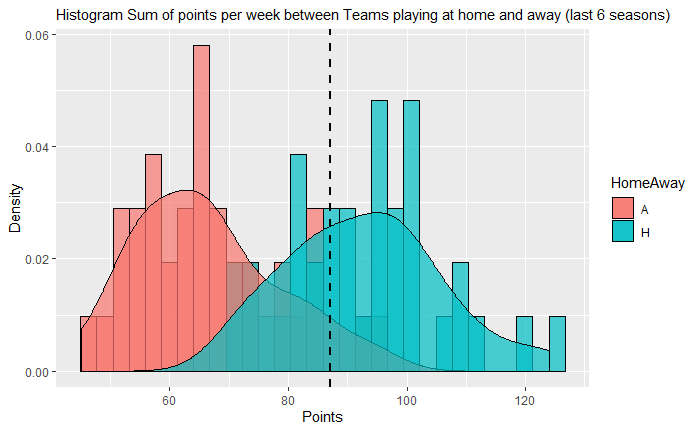 Histogram Sum of points per week between Teams playing at home and away (last 6 seasons)
0.06
0.04
0.02
0.00
Density
60
80
100
120
Points
HomeAway
A
H